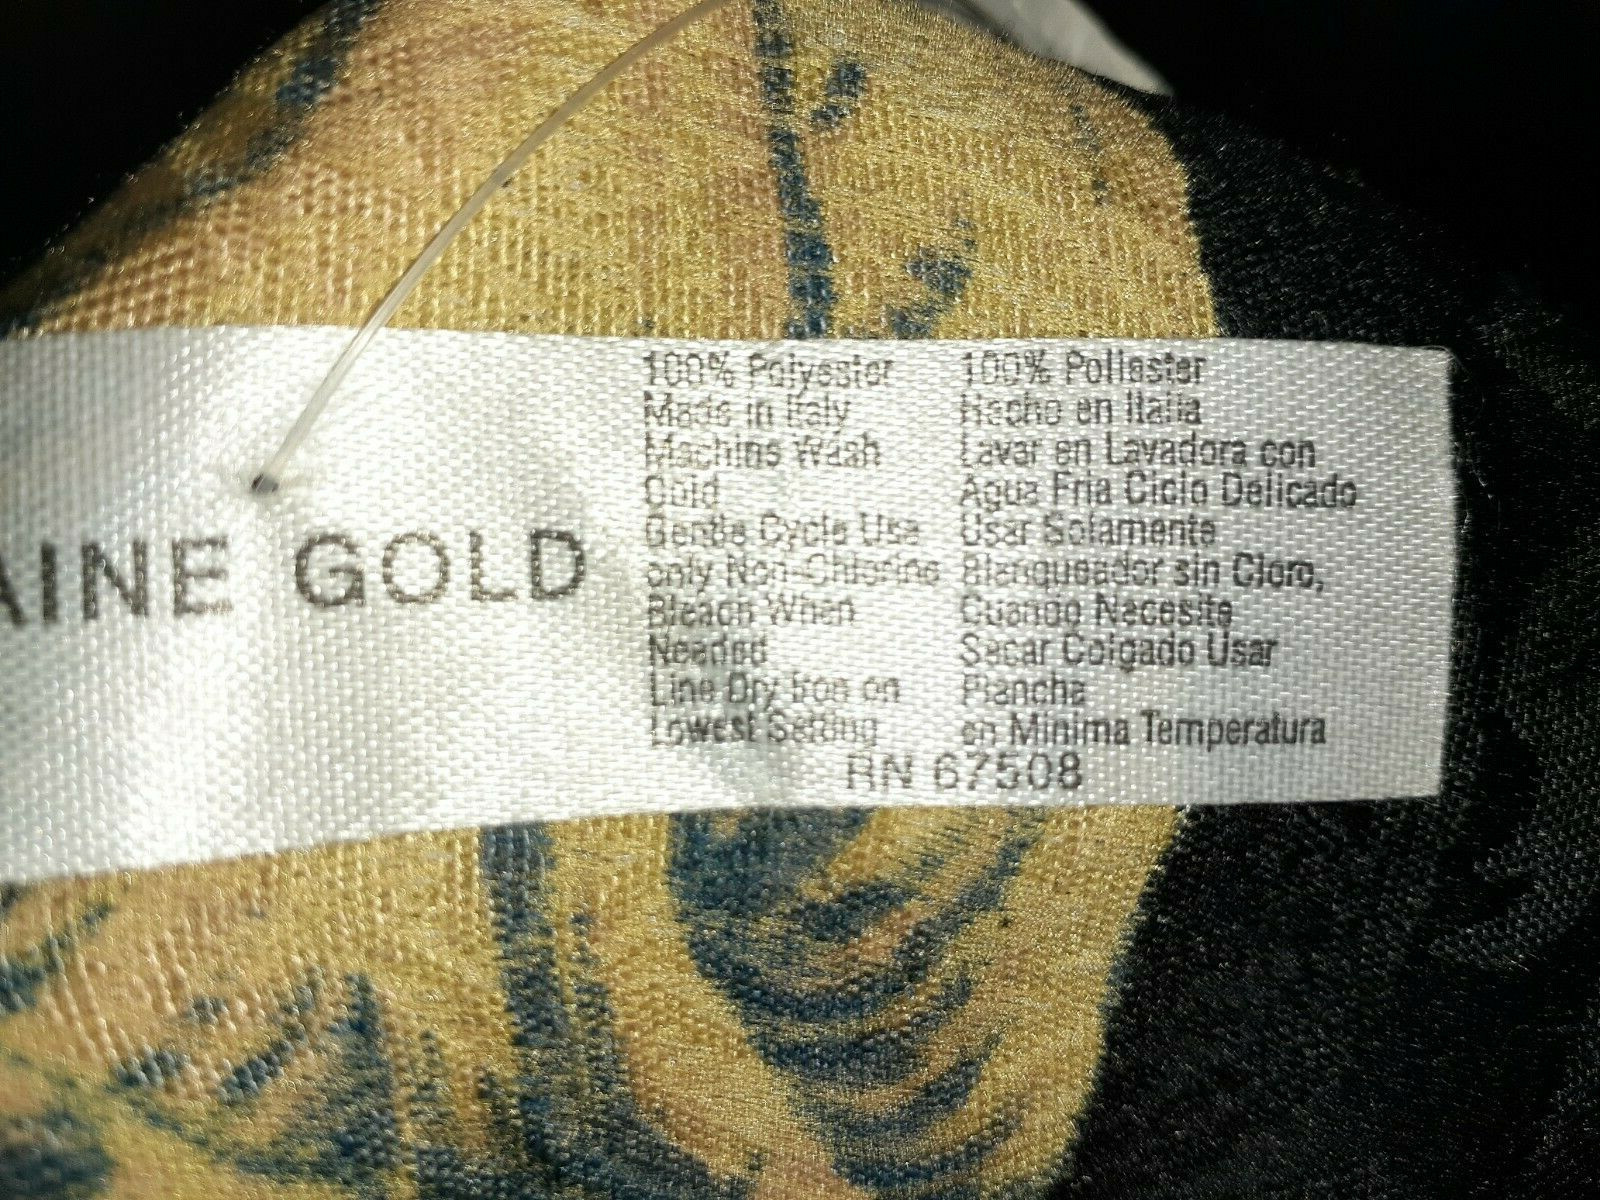 AINE GOLD
100% Polyester
Made in Italy
Machine Wash
Cold
Gentle Cycle Use
only Non-Chlorine
Bleach When
Needed
Line Dry Iron on
Lowest Setting
100% Poliester
Hecho en Italia
Lavar en Lavadora con
Agua Fria Ciclo Delicado
Usar Solamente
Blanqueador sin Cloro,
Cuando Necesite
Secar Colgado Usar
Plancha
en Minima Temperatura
RN 67508